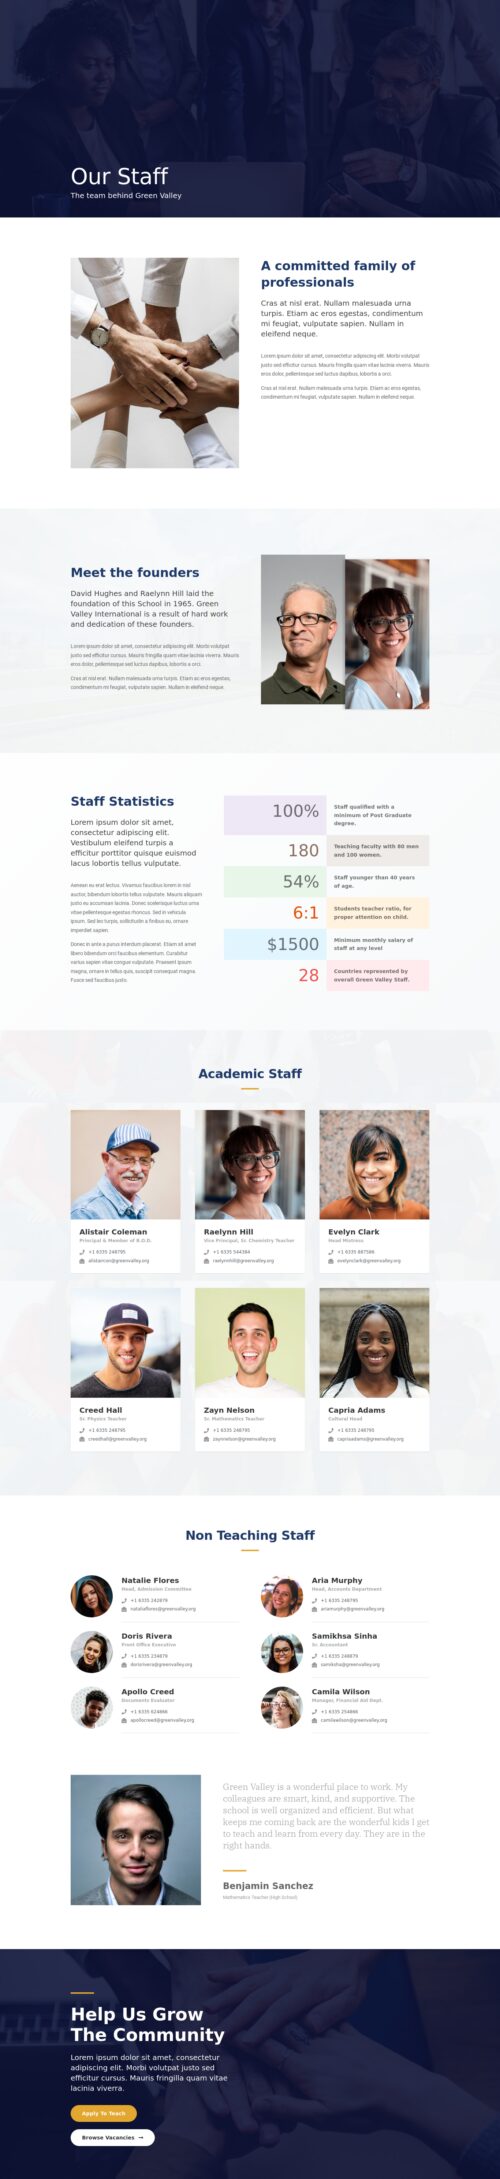 Our Staff
The team behind Green Valley
A committed family of
professionals
Cras at nisl erat. Nullam malesuada urna
turpis. Etiam ac eros egestas, condimentum
mi feugiat, vulputate sapien. Nullam in
eleifend neque.
Lorem ipsum dolor sit amet, consectetur adipiscing elit. Morbi volutpat
justo sed efficitur cursus. Mauris fringilla quam vitae lacinia viverra. Mauris
eros dolor, pellentesque sed luctus dapibus, lobortis a orci.
Cras at nisl erat. Nullam malesuada urna turpis. Etiam ac eros egestas,
condimentum mi feugiat, vulputate sapien. Nullam in eleifend neque.
Meet the founders
David Hughes and Raelynn Hill laid the
foundation of this School in 1965. Green
Valley International is a result of hard work
and dedication of these founders.
Lorem ipsum dolor sit amet, consectetur adipiscing elit. Morbi volutpat
justo sed efficitur cursus. Mauris fringilla quam vitae lacinia viverra. Mauris
eros dolor, pellentesque sed luctus dapibus, lobortis a orci.
Cras at nisl erat. Nullam malesuada urna turpis. Etiam ac eros egestas,
condimentum mi feugiat, vulputate sapien. Nullam in eleifend neque.
Staff Statistics
Lorem ipsum dolor sit amet,
consectetur adipiscing elit.
Vestibulum eleifend turpis a
efficitur porttitor quisque euismod
lacus lobortis tellus vulputate.
Aenean eu erat lectus. Vivamus faucibus lorem in nisl
auctor, bibendum lobortis tellus vulputate. Mauris aliquam
justo eu accumsan lacinia. Donec scelerisque luctus urna
vitae pellentesque egestas rhoncus. Sed in vehicula
ipsum. Sed leo turpis, sollicitudin a finibus eu, ornare
imperdiet sapien.
Donec in ante a purus interdum placerat. Etiam sit amet
libero bibendum orci faucibus elementum. Curabitur
varius sapien vitae congue vulputate. Praesent ipsum
magna, ornare in tellus quis, suscipit consequat magna.
Fusce sed faucibus justo.
100%
Staff qualified with a
minimum of Post Graduate
degree.
180
Teaching faculty with 80 men
and 100 women.
54%
Staff younger than 40 years
of age.
6:1
Students teacher ratio, for
proper attention on child.
$1500
Minimum monthly salary of
staff at any level
28
Countries represented by
overall Green Valley Staff.
Academic Staff
Alistair Coleman
Principal & Member of B.O.D.
+1 6335 248795
alistaircon@greenvalley.org
Raelynn Hill
Vice Principal, Sr. Chemistry Teacher
+1 6335 544364
raelynnhill@greenvalley.org
Evelyn Clark
Head Mistress
+1 6335 887586
evelynclark@greenvalley.org
Creed Hall
Sr. Physics Teacher
+1 6335 248795
creedhall@greenvalley.org
Zayn Nelson
Sr. Mathematics Teacher
+1 6335 248795
zaynnelson@greenvalley.org
Capria Adams
Cultural Head
+1 6335 248795
capriaadams@greenvalley.org
Non Teaching Staff
Natalie Flores
Head, Admission Committee
+1 6335 242879
natalieflores@greenvalley.org
Aria Murphy
Head, Accounts Department
+1 6335 248795
ariamurphy@greenvalley.org
Doris Rivera
Front Office Executive
+1 6335 234879
dorisrivera@greenvalley.org
Samikhsa Sinha
Sr. Accountant
+1 6335 248879
samiksha@greenvalley.org
Apollo Creed
Documents Evaluator
+1 6335 624866
apollocreed@greenvalley.org
Camila Wilson
Manager, Financial Aid Dept.
+1 6335 254866
camilawilson@greenvalley.org
Green Valley is a wonderful place to work. My
colleagues are smart, kind, and supportive. The
school is well organized and efficient. But what
keeps me coming back are the wonderful kids I get
to teach and learn from every day. They are in the
right hands.
Benjamin Sanchez
Mathematics Teacher (High School)
Help Us Grow
The Community
Lorem ipsum dolor sit amet, consectetur
adipiscing elit. Morbi volutpat justo sed
efficitur cursus. Mauris fringilla quam vitae
lacinia viverra.
Apply To Teach
Browse Vacancies →